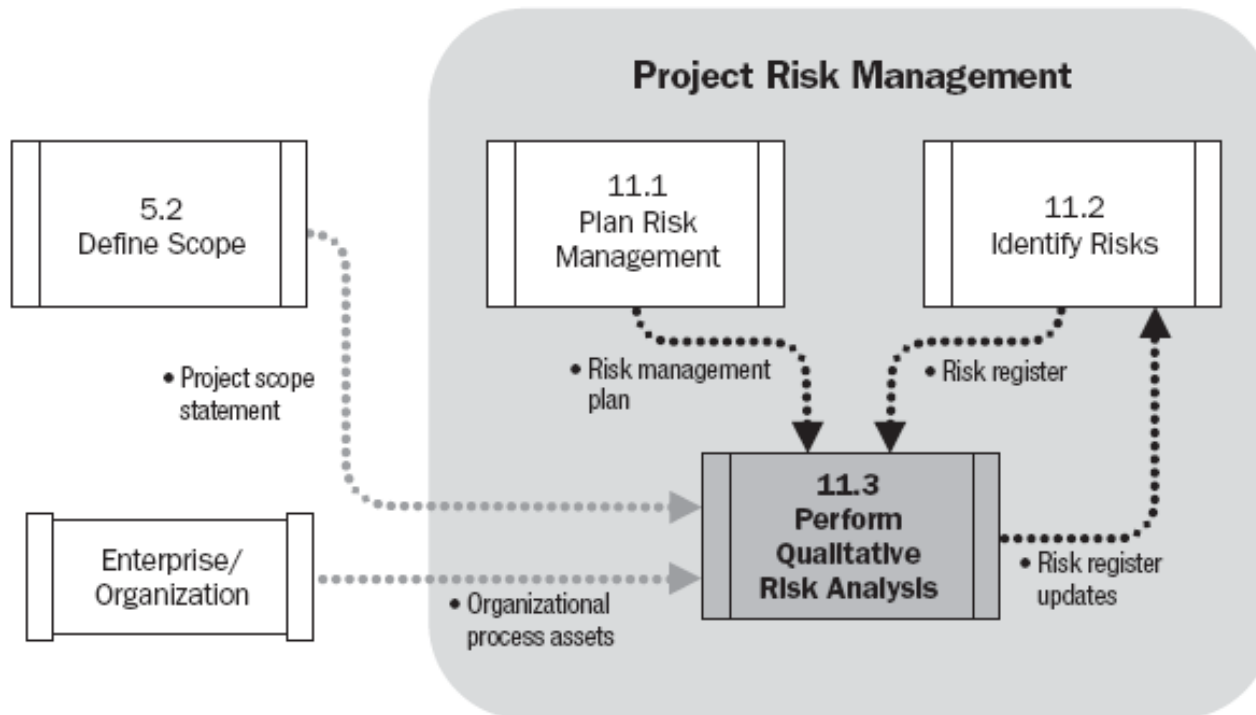 Project Risk Management
5.2
Define Scope
11.1
Plan Risk
Management
11.2
Identify Risks
• Project scope
statement
• Risk management
plan
• Risk register
11.3
Perform
Qualitative
Risk Analysis
Enterprise/
Organization
• Organizational
process assets
• Risk register
updates